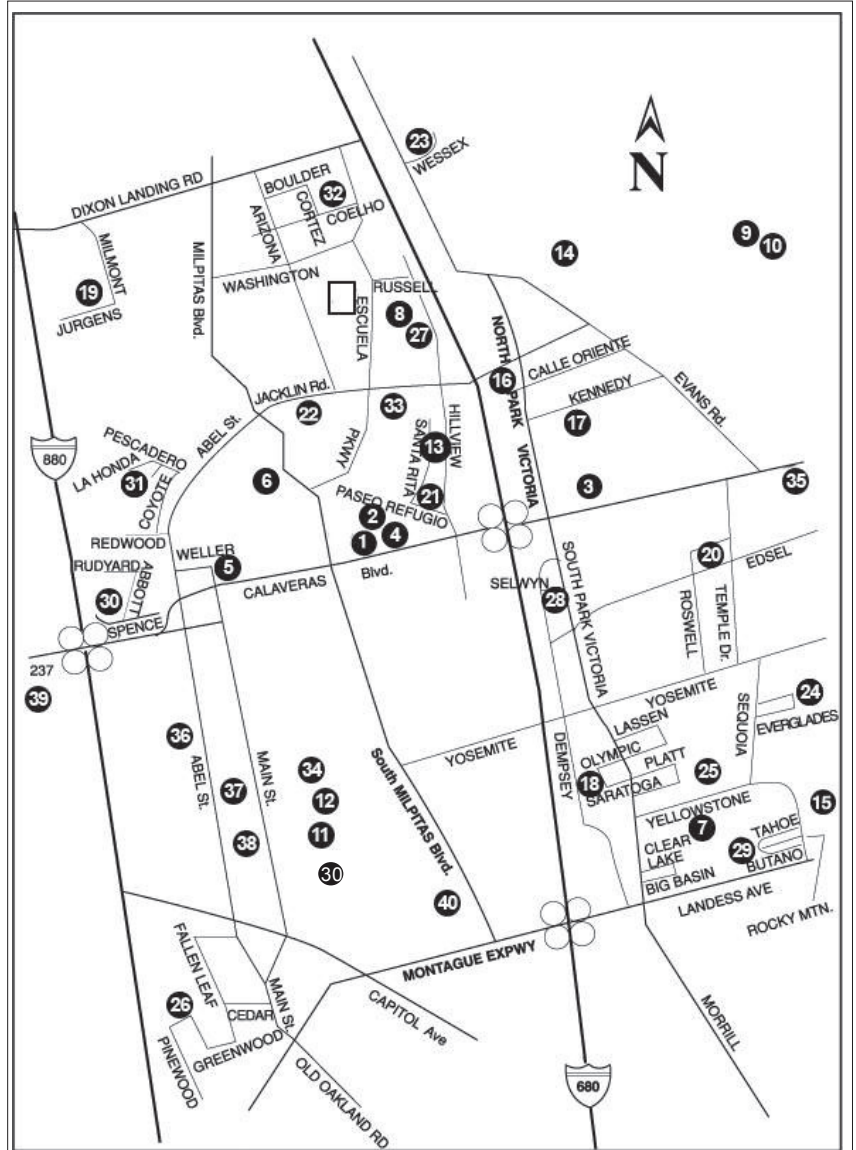 23
WESSEX
N
BOULDER
32
DIXON LANDING RD
CORTEZ
COELHO
ARIZONA
MILMONT
MILPITAS Blvd.
9
10
14
WASHINGTON
19
JURGENS
RUSSELL
ESCUELA
8
27
NORTH PARK VICTORIA
CALLE ORIENTE
16
KENNEDY
EVANS Rd.
17
JACKLIN Rd.
22
33
ABEL St.
HILLVIEW
SANTA RITA
13
PKWY
880
PESCADERO
LA HONDA
31
COYOTE
6
21
PASEO REFUGIO
2
1
4
3
35
REDWOOD
WELLER
5
RUDYARD
ABBOTT
30
SPENCE
CALAVERAS
Blvd.
SELWYN
28
SOUTH PARK VICTORIA
20
EDSEL
ROSWELL
TEMPLE Dr.
237
39
YOSEMITE
SEQUOIA
24
EVERGLADES
36
ABEL St.
MAIN St.
34
37
12
11
38
30
South MILPITAS Blvd.
YOSEMITE
DEMPSEY
LASSEN
OLYMPIC
PLATT
18
SARATOGA
25
YELLOWSTONE
15
7
TAHOE
CLEAR
LAKE
29
BUTANO
BIG BASIN
LANDESS AVE
ROCKY MTN.
40
MONTAGUE EXPWY
FALLEN LEAF
26
MAIN St.
CEDAR
GREENWOOD
PINEWOOD
CAPITOL Ave
OLD OAKLAND RD
MORRILL
680